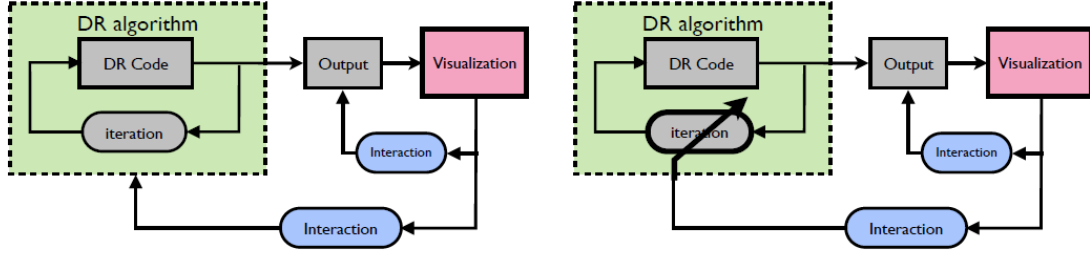 DR algorithm
DR Code
Output
Visualization
iteration
Interaction
Interaction
DR algorithm
DR Code
Output
Visualization
iteration
Interaction
Interaction